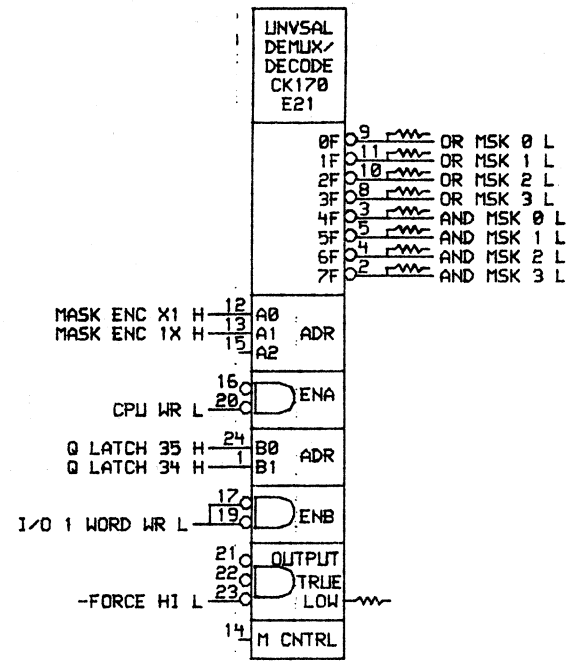 UNVSAL
DEMUX/
DECODE
CK170
E21
0F 9 OR MSK 0 L
1F 11 OR MSK 1 L
2F 10 OR MSK 2 L
3F 8 OR MSK 3 L
4F 3 AND MSK 0 L
5F 5 AND MSK 1 L
6F 4 AND MSK 2 L
7F 2 AND MSK 3 L
MASK ENC X1 H 12 A0
MASK ENC 1X H 13 A1 ADR
15 A2
16 ENA
CPU WR L 20
Q LATCH 35 H 24 B0 ADR
Q LATCH 34 H 1 B1
17 ENB
I/O 1 WORD WR L 19
21 OUTPUT
22 TRUE
-FORCE HI L 23 LOW
14 M CNTRL